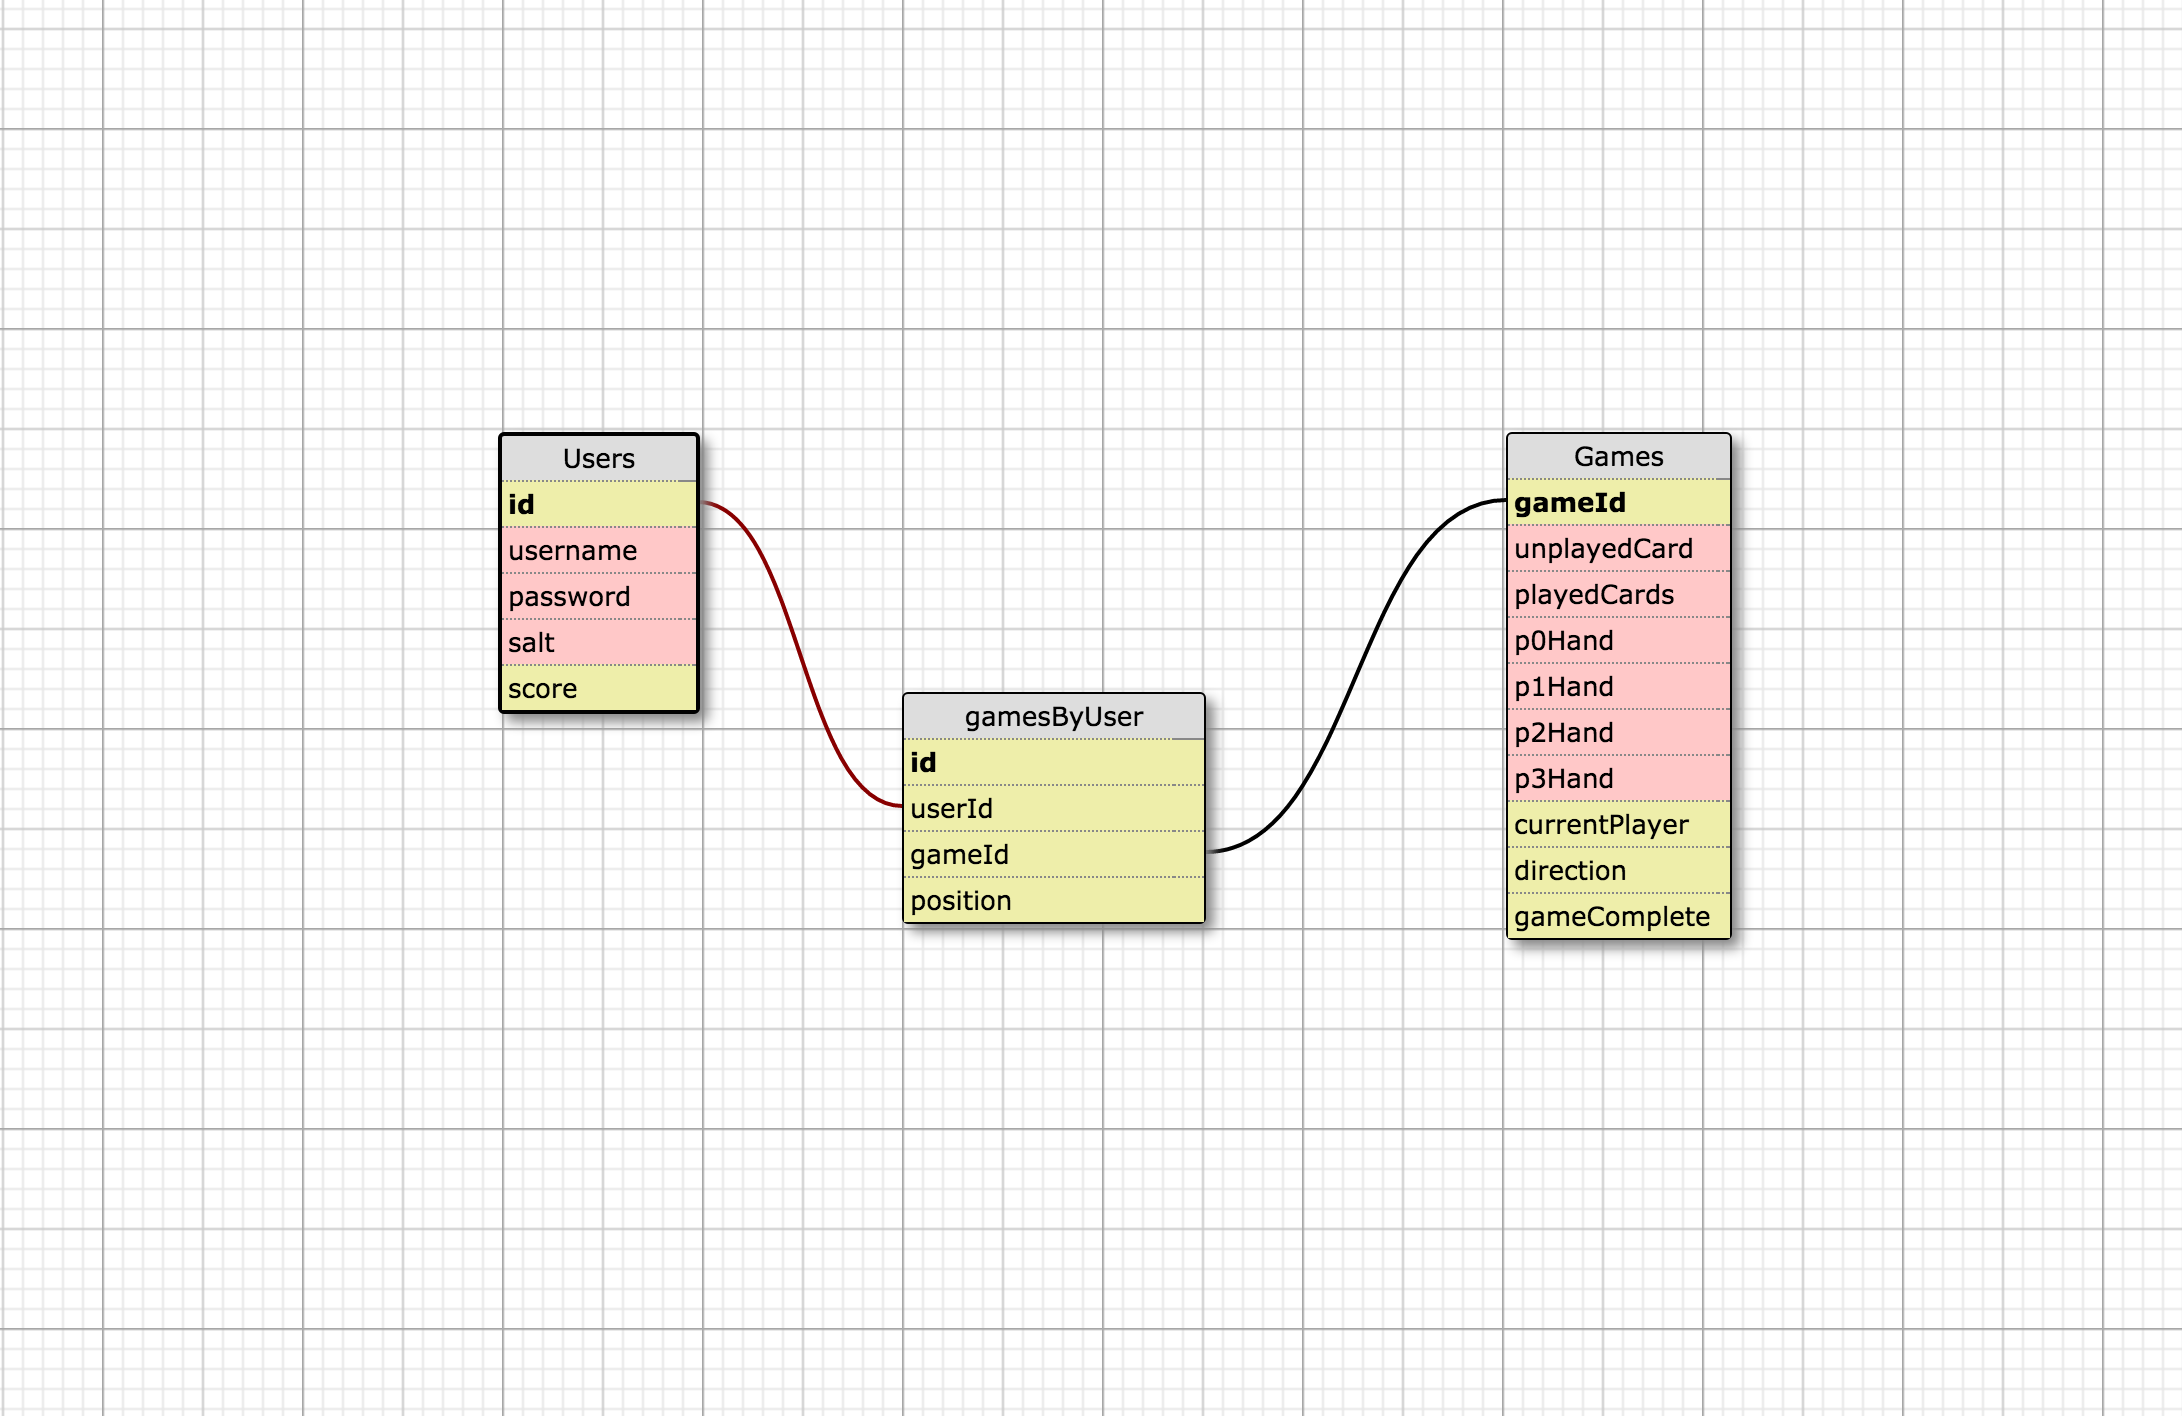 Users
id
username
password
salt
score
gamesByUser
id
userId
gameId
position
Games
gameId
unplayedCard
playedCards
p0Hand
p1Hand
p2Hand
p3Hand
currentPlayer
direction
gameComplete